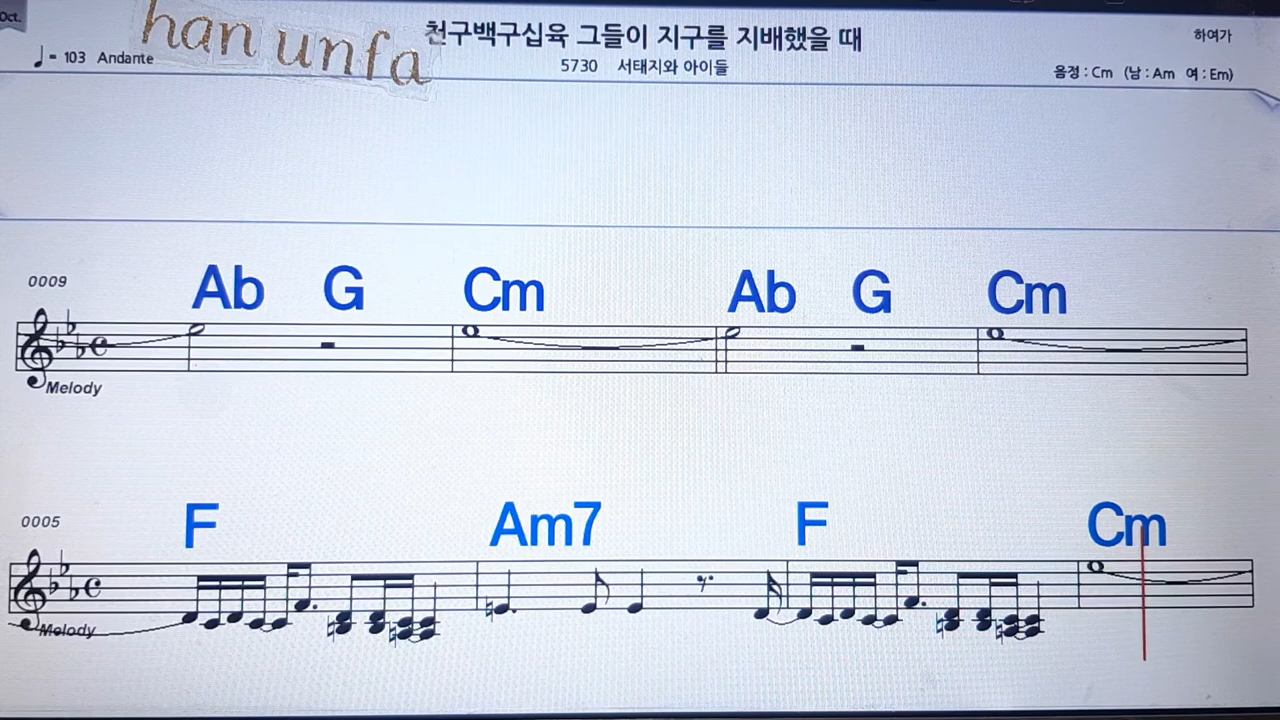 Oct.
han unfa
천구백구십육 그들이 지구를 지배했을 때
하여가
♩= 103 Andante
5730 서태지와 아이들
음정 : Cm (남 : Am 여 : Em)
0009
Ab G Cm Ab G Cm
Melody
0005
F Am7 F Cm
Melody